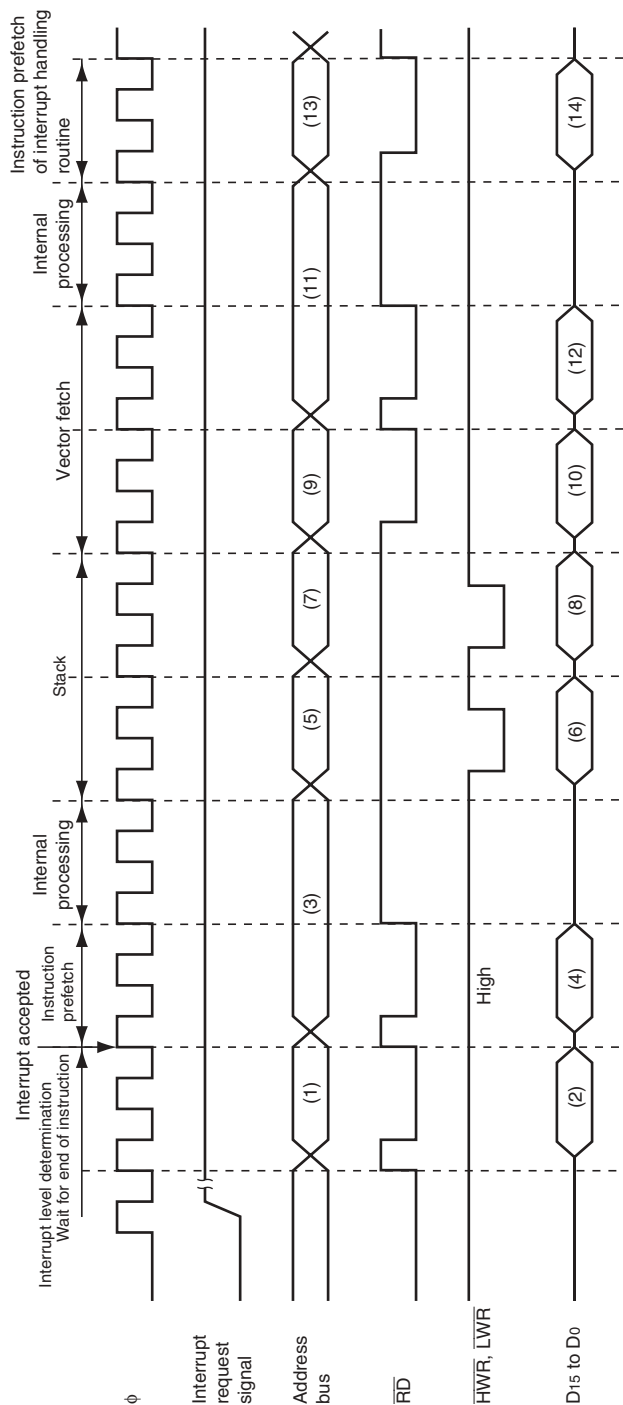 Interrupt accepted
Interrupt level determination
Wait for end of instruction
Instruction
prefetch
Internal
processing
Stack
Vector fetch
Internal
processing
Instruction prefetch
of interrupt handling
routine
φ
Interrupt
request
signal
Address
bus
(1)
(3)
(5)
(7)
(9)
(11)
(13)
RD
HWR, LWR
High
D15 to D0
(2)
(4)
(6)
(8)
(10)
(12)
(14)